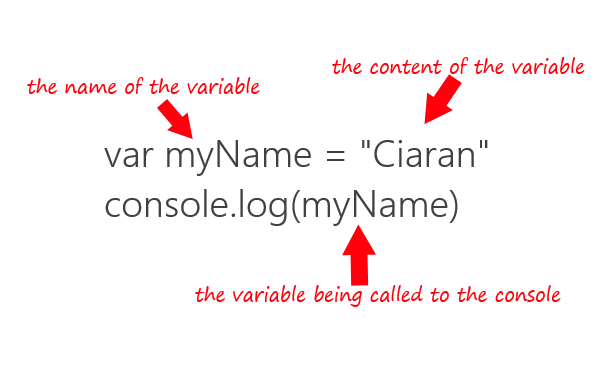 the content of the variable
the name of the variable
var myName = "Ciaran"
console.log(myName)
the variable being called to the console